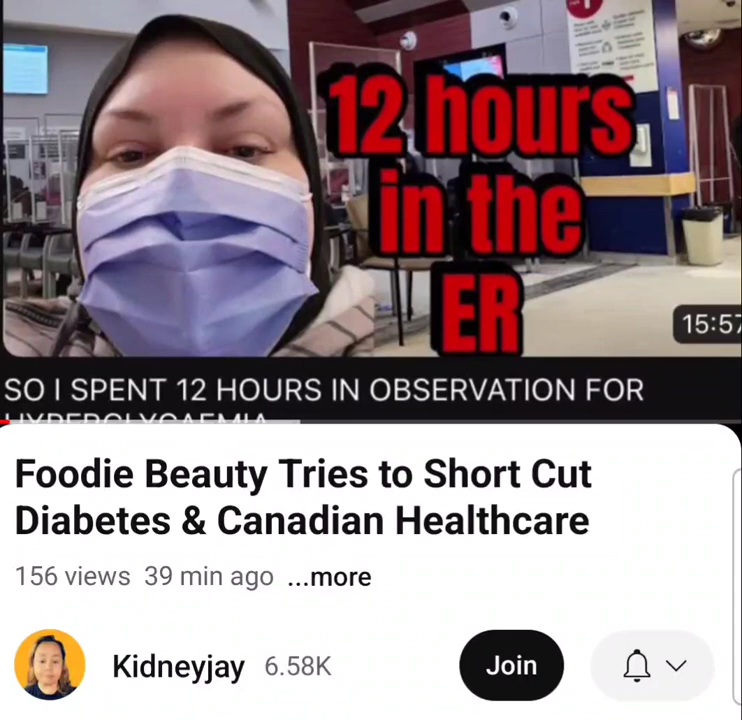 12 hours
in the
ER
15:57
SO I SPENT 12 HOURS IN OBSERVATION FOR
HYPERGLYCAEMIA
Foodie Beauty Tries to Short Cut
Diabetes & Canadian Healthcare
156 views 39 min ago ...more
Kidneyjay 6.58K
Join